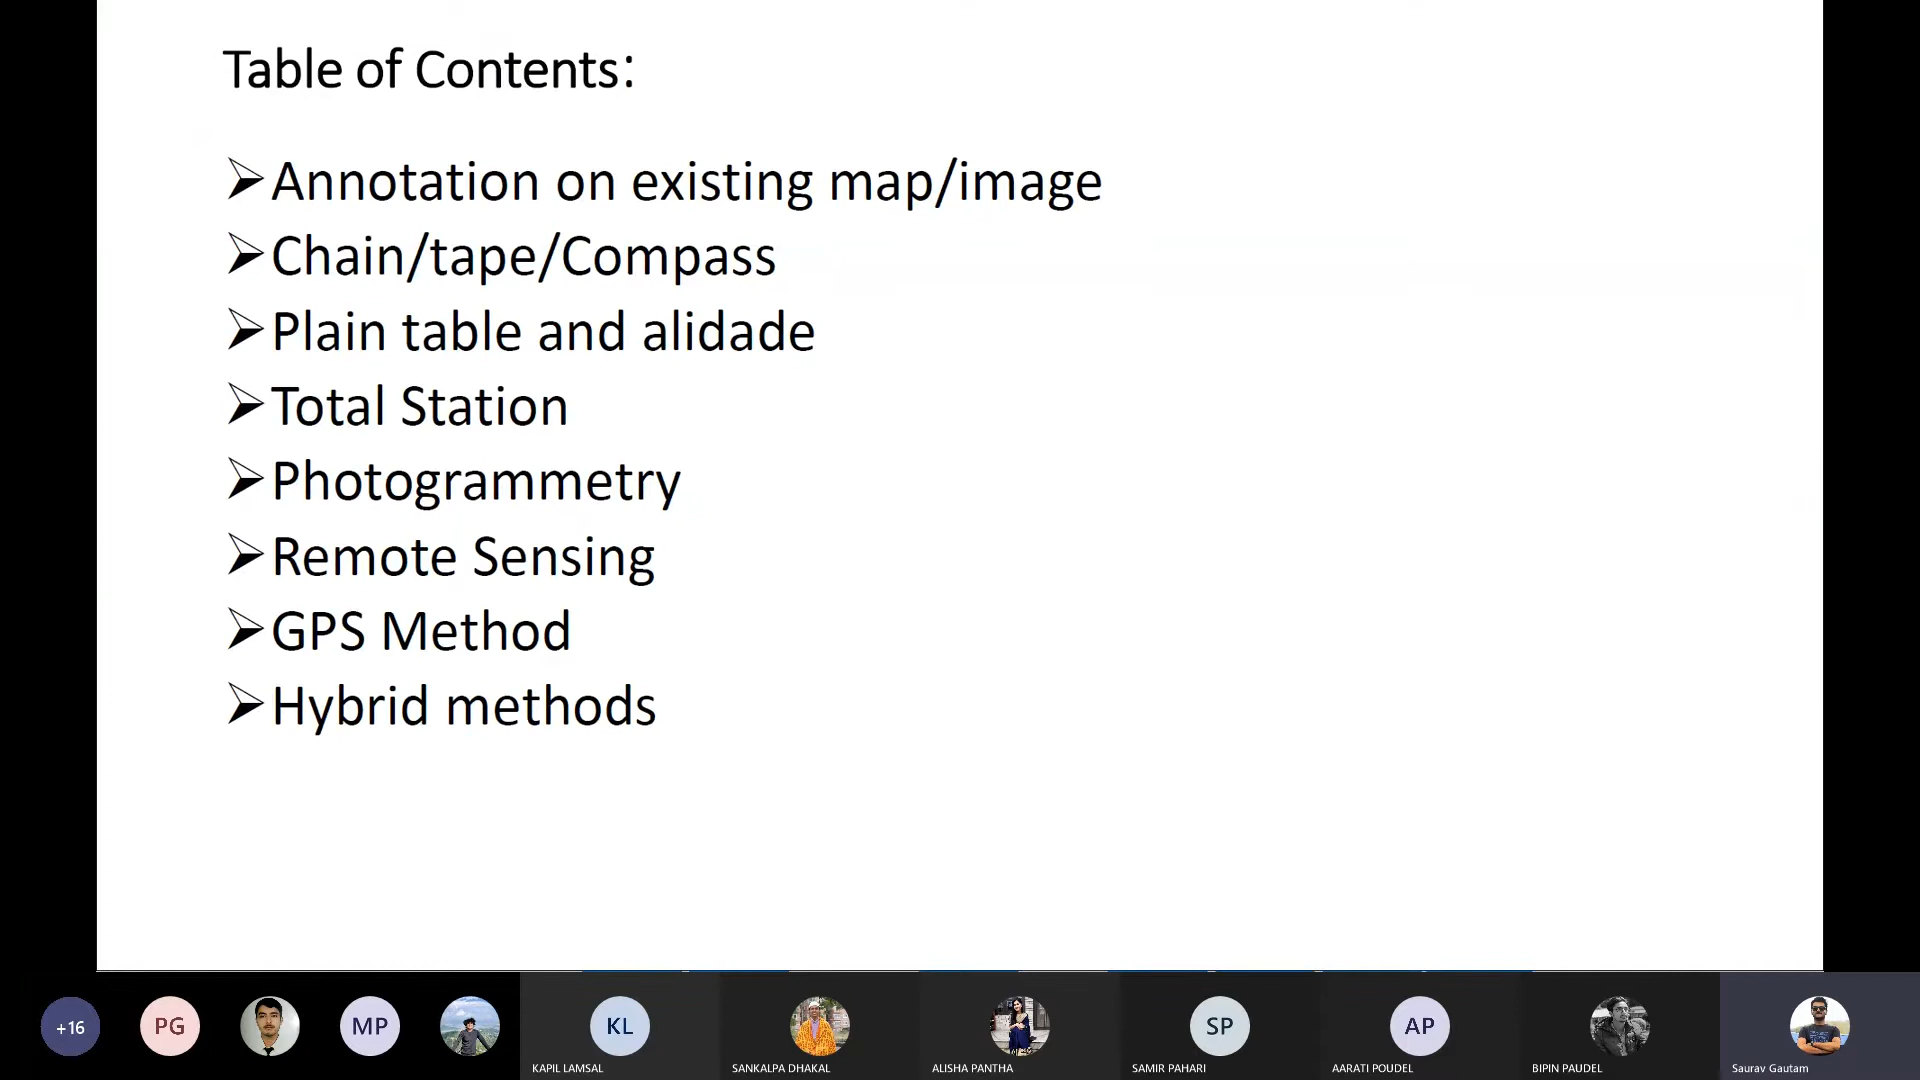 Table of Contents:
Annotation on existing map/image
Chain/tape/Compass
Plain table and alidade
Total Station
Photogrammetry
Remote Sensing
GPS Method
Hybrid methods
+16
PG
MP
KL
SP
AP
KAPIL LAMSAL
SANKALPA DHAKAL
ALISHA PANTHA
SAMIR PAHARI
AARATI POUDEL
BIPIN PAUDEL
Saurav Gautam